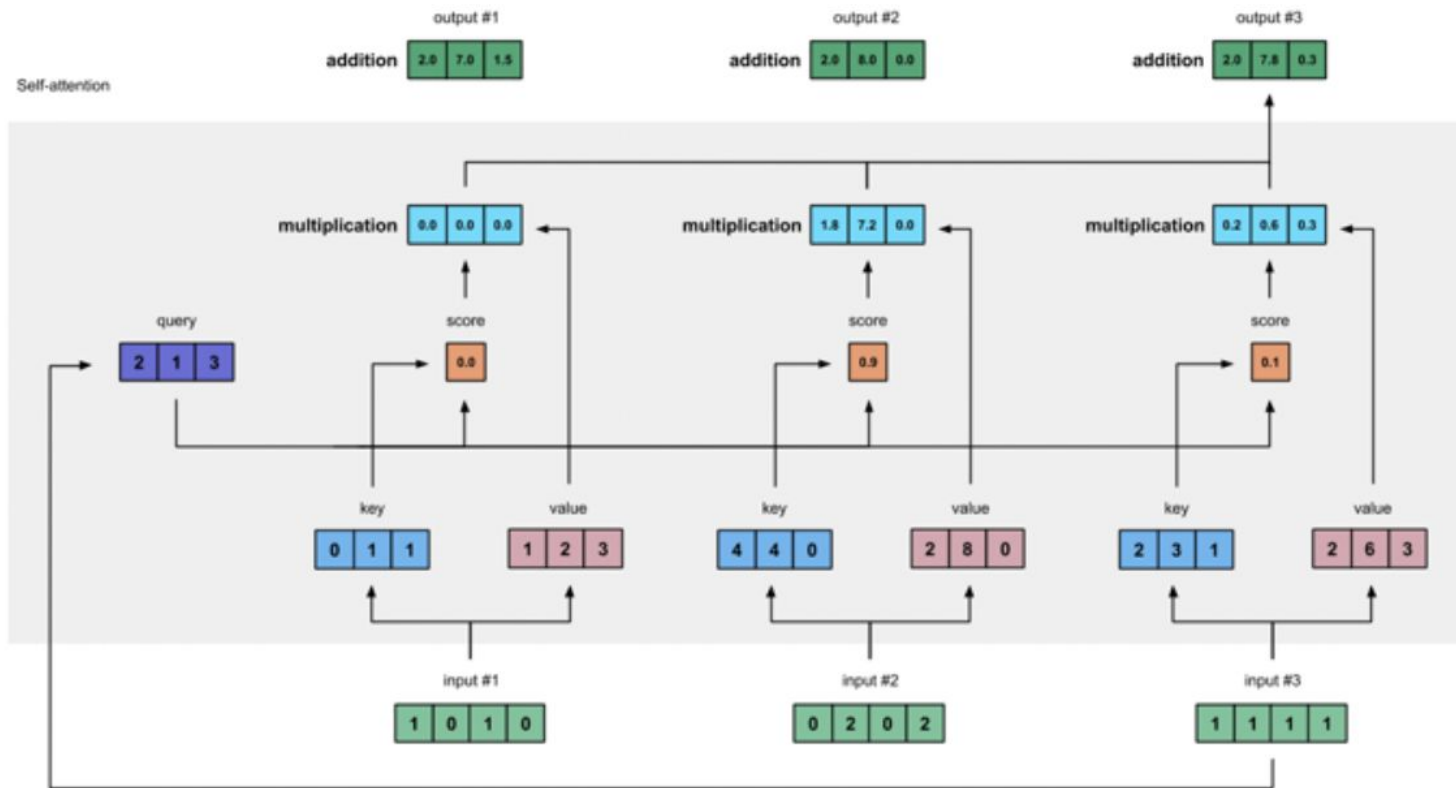 output #1 output #2 output #3
addition 2.0 7.0 1.5 addition 2.0 8.0 0.0 addition 2.0 7.8 0.3
Self-attention
multiplication 0.0 0.0 0.0 multiplication 1.8 7.2 0.0 multiplication 0.2 0.6 0.3
query score score score
2 1 3 0.0 0.9 0.1
key value key value key value
0 1 1 1 2 3 4 4 0 2 8 0 2 3 1 2 6 3
input #1 input #2 input #3
1 0 1 0 0 2 0 2 1 1 1 1